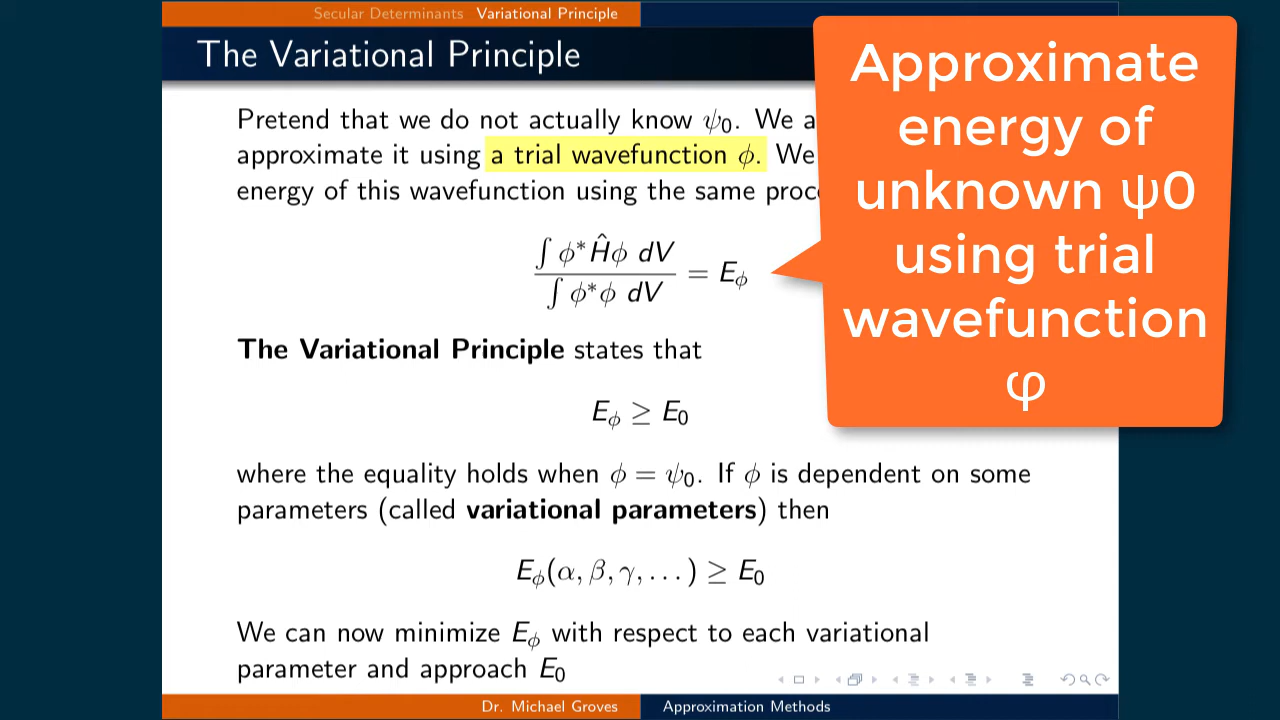 Secular Determinants Variational Principle
The Variational Principle
Pretend that we do not actually know ψ₀. We a
approximate it using a trial wavefunction ϕ. We
energy of this wavefunction using the same proc
∫ ϕ*Ĥϕ dV
= E_ϕ
∫ ϕ*ϕ dV
The Variational Principle states that
E_ϕ ≥ E₀
where the equality holds when ϕ = ψ₀. If ϕ is dependent on some
parameters (called variational parameters) then
E_ϕ(α, β, γ, . . . ) ≥ E₀
We can now minimize E_ϕ with respect to each variational
parameter and approach E₀
Dr. Michael Groves Approximation Methods
Approximate
energy of
unknown ψ0
using trial
wavefunction
φ